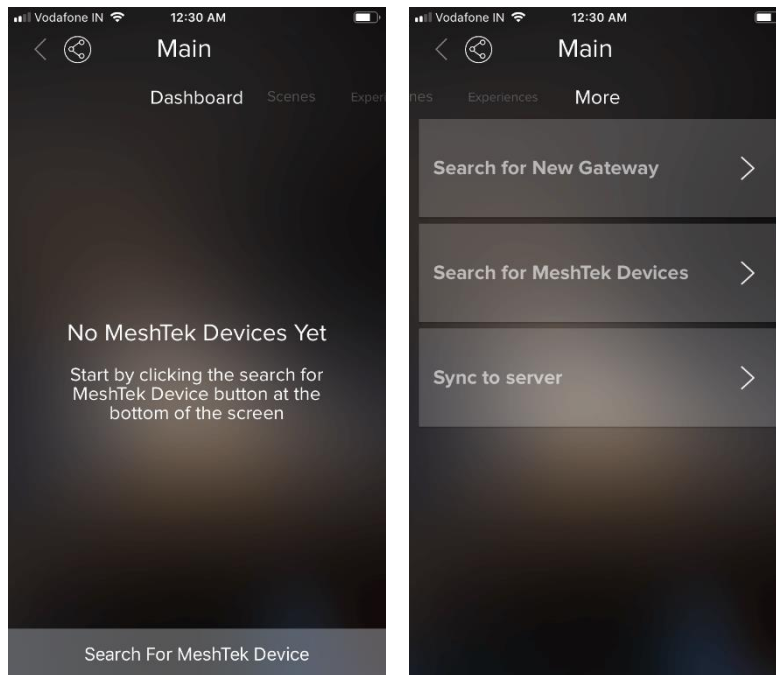 Vodafone IN 12:30 AM
Main
Dashboard Scenes Experi
No MeshTek Devices Yet
Start by clicking the search for
MeshTek Device button at the
bottom of the screen
Search For MeshTek Device
Vodafone IN 12:30 AM
Main
nes Experiences More
Search for New Gateway
Search for MeshTek Devices
Sync to server